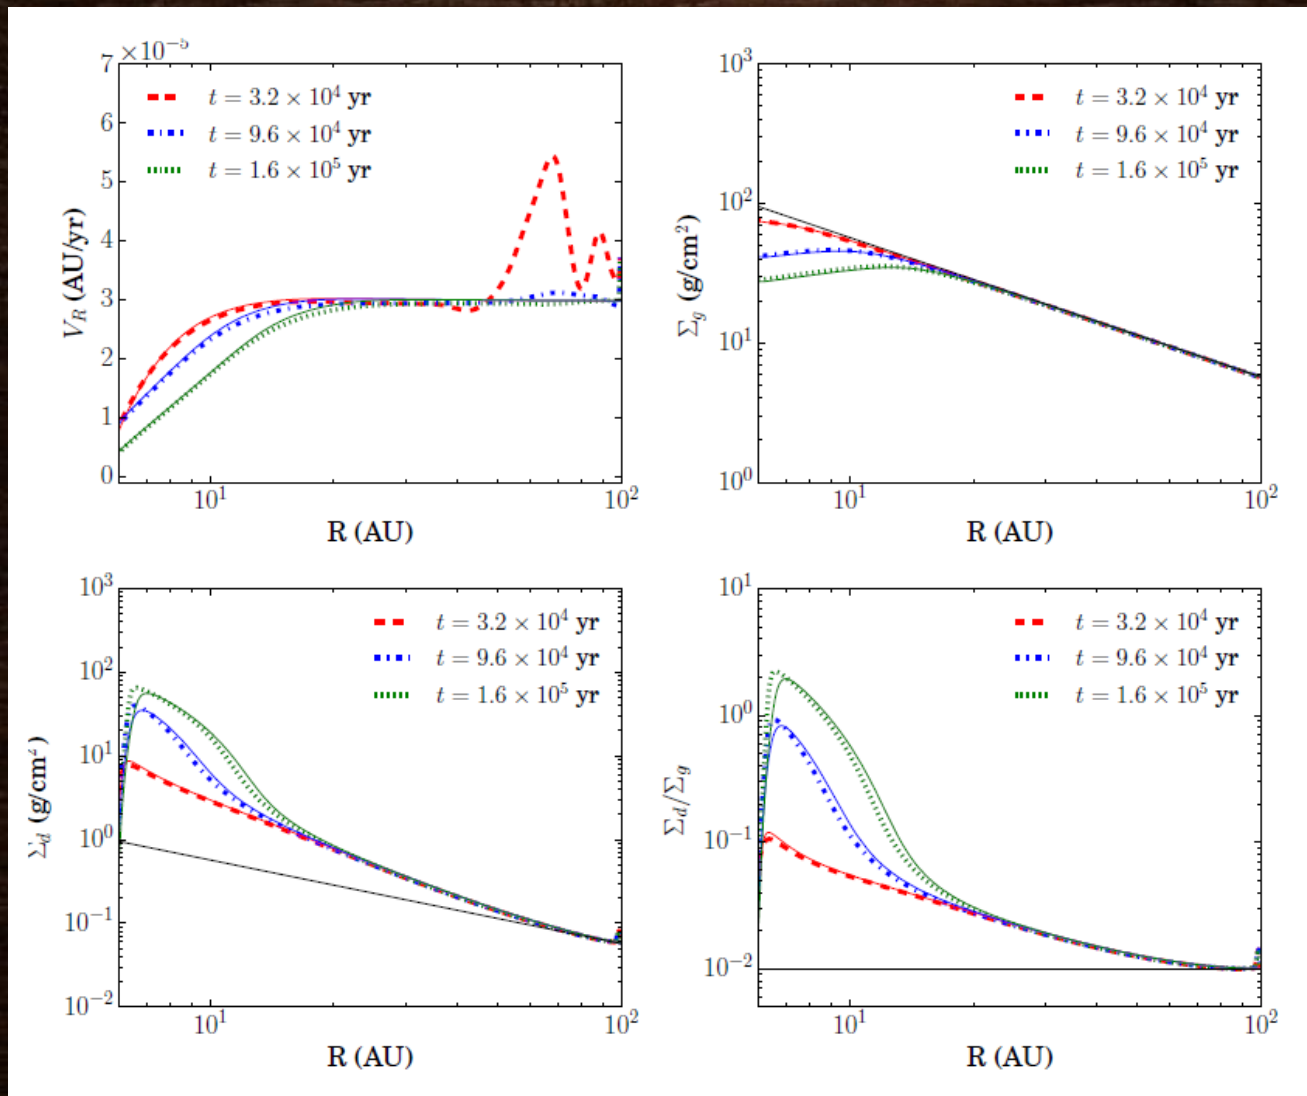 7 ×10⁻⁵
6
5
4
3
2
1
0
V_R (AU/yr)
t = 3.2 × 10⁴ yr
t = 9.6 × 10⁴ yr
t = 1.6 × 10⁵ yr
10¹ 10²
R (AU)
10³
10²
10¹
10⁰
Σ_g (g/cm²)
t = 3.2 × 10⁴ yr
t = 9.6 × 10⁴ yr
t = 1.6 × 10⁵ yr
10¹ 10²
R (AU)
10³
10²
10¹
10⁰
10⁻¹
10⁻²
Σ_d (g/cm²)
t = 3.2 × 10⁴ yr
t = 9.6 × 10⁴ yr
t = 1.6 × 10⁵ yr
10¹ 10²
R (AU)
10¹
10⁰
10⁻¹
10⁻²
Σ_d/Σ_g
t = 3.2 × 10⁴ yr
t = 9.6 × 10⁴ yr
t = 1.6 × 10⁵ yr
10¹ 10²
R (AU)